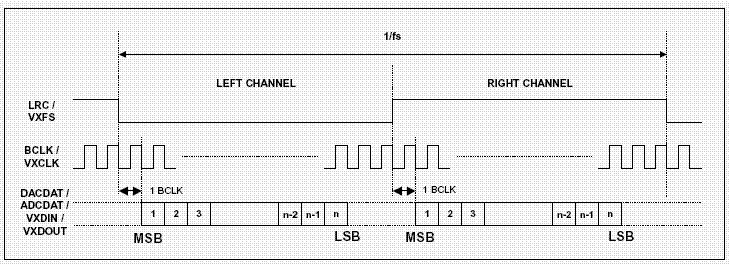 1/fs
LEFT CHANNEL RIGHT CHANNEL
LRC /
VXFS
BCLK /
VXCLK
1 BCLK 1 BCLK
DACDAT /
ADCDAT /
VXDIN /
VXDOUT
1 2 3 n-2 n-1 n 1 2 3 n-2 n-1 n
MSB LSB MSB LSB